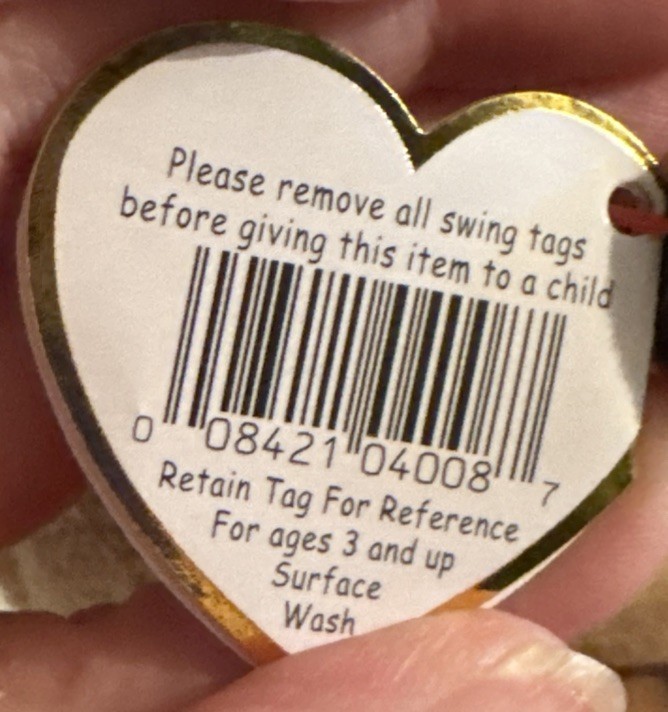 Please remove all swing tags
before giving this item to a child
0 08421 04008 7
Retain Tag For Reference
For ages 3 and up
Surface
Wash